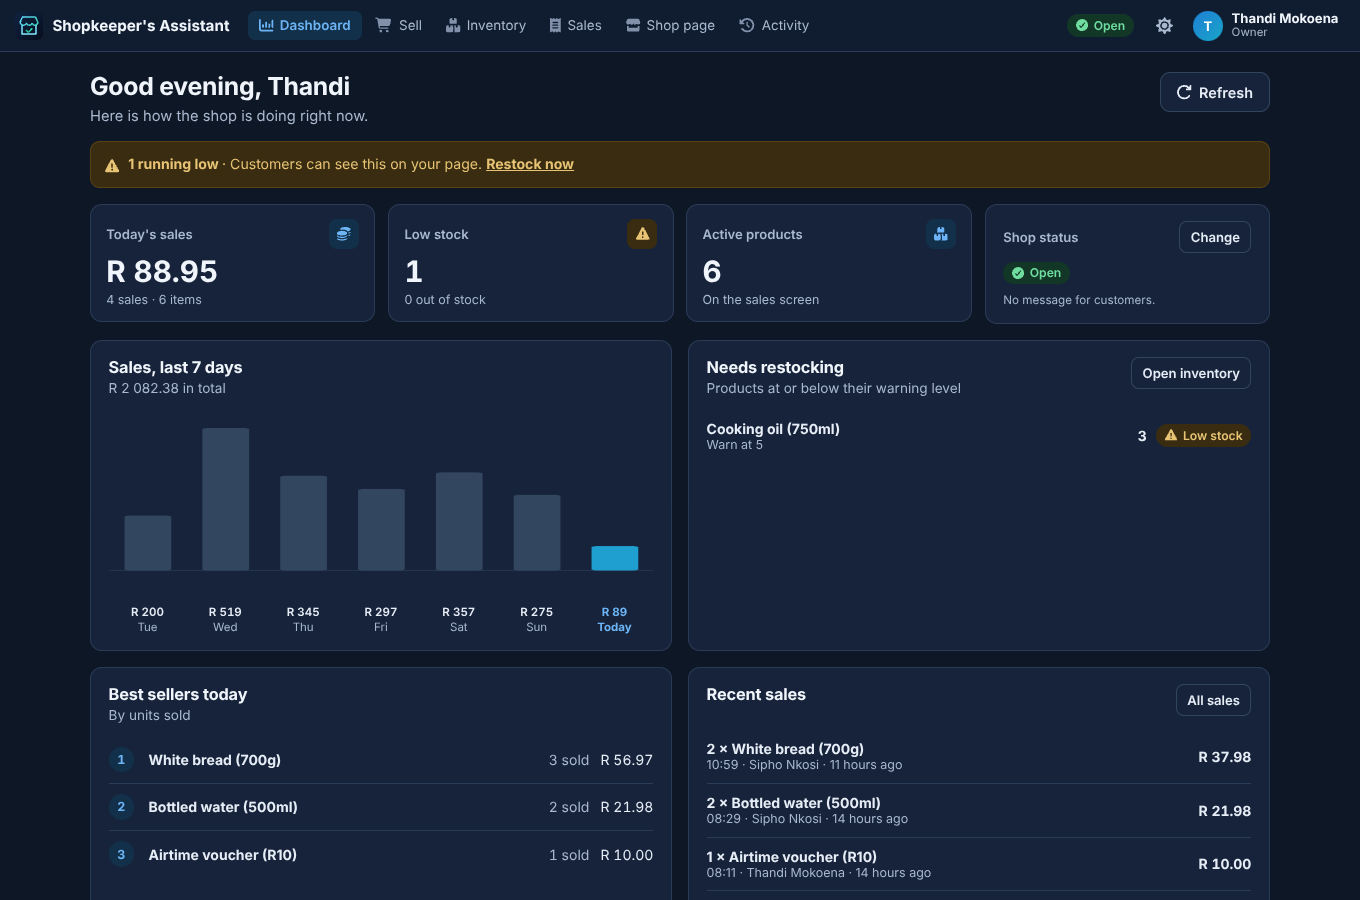 Shopkeeper's Assistant
Dashboard
Sell
Inventory
Sales
Shop page
Activity
Open
T
Thandi Mokoena
Owner
Good evening, Thandi
Here is how the shop is doing right now.
Refresh
1 running low · Customers can see this on your page. Restock now
Today's sales
R 88.95
4 sales · 6 items
Low stock
1
0 out of stock
Active products
6
On the sales screen
Shop status
Change
Open
No message for customers.
Sales, last 7 days
R 2 082.38 in total
R 200
Tue
R 519
Wed
R 345
Thu
R 297
Fri
R 357
Sat
R 275
Sun
R 89
Today
Needs restocking
Products at or below their warning level
Open inventory
Cooking oil (750ml)
Warn at 5
3
Low stock
Best sellers today
By units sold
1 White bread (700g) 3 sold R 56.97
2 Bottled water (500ml) 2 sold R 21.98
3 Airtime voucher (R10) 1 sold R 10.00
Recent sales
All sales
2 × White bread (700g)
10:59 · Sipho Nkosi · 11 hours ago
R 37.98
2 × Bottled water (500ml)
08:29 · Sipho Nkosi · 14 hours ago
R 21.98
1 × Airtime voucher (R10)
08:11 · Thandi Mokoena · 14 hours ago
R 10.00